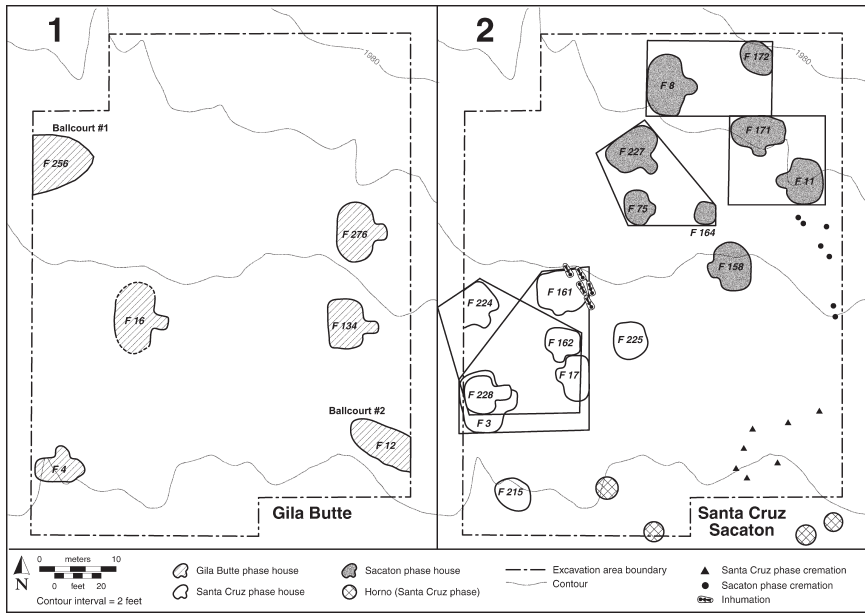 1
1980
Ballcourt #1
F 256
F 276
F 16
F 134
Ballcourt #2
F 12
F 4
Gila Butte
2
1980
F 172
F 8
F 171
F 227
F 11
F 75
F 164
F 158
F 161
F 224
F 162
F 225
F 17
F 228
F 3
F 215
Santa Cruz
Sacaton
N
0 meters 10
0 feet 20
Contour interval = 2 feet
Gila Butte phase house
Santa Cruz phase house
Sacaton phase house
Horno (Santa Cruz phase)
Excavation area boundary
Contour
Santa Cruz phase cremation
Sacaton phase cremation
Inhumation